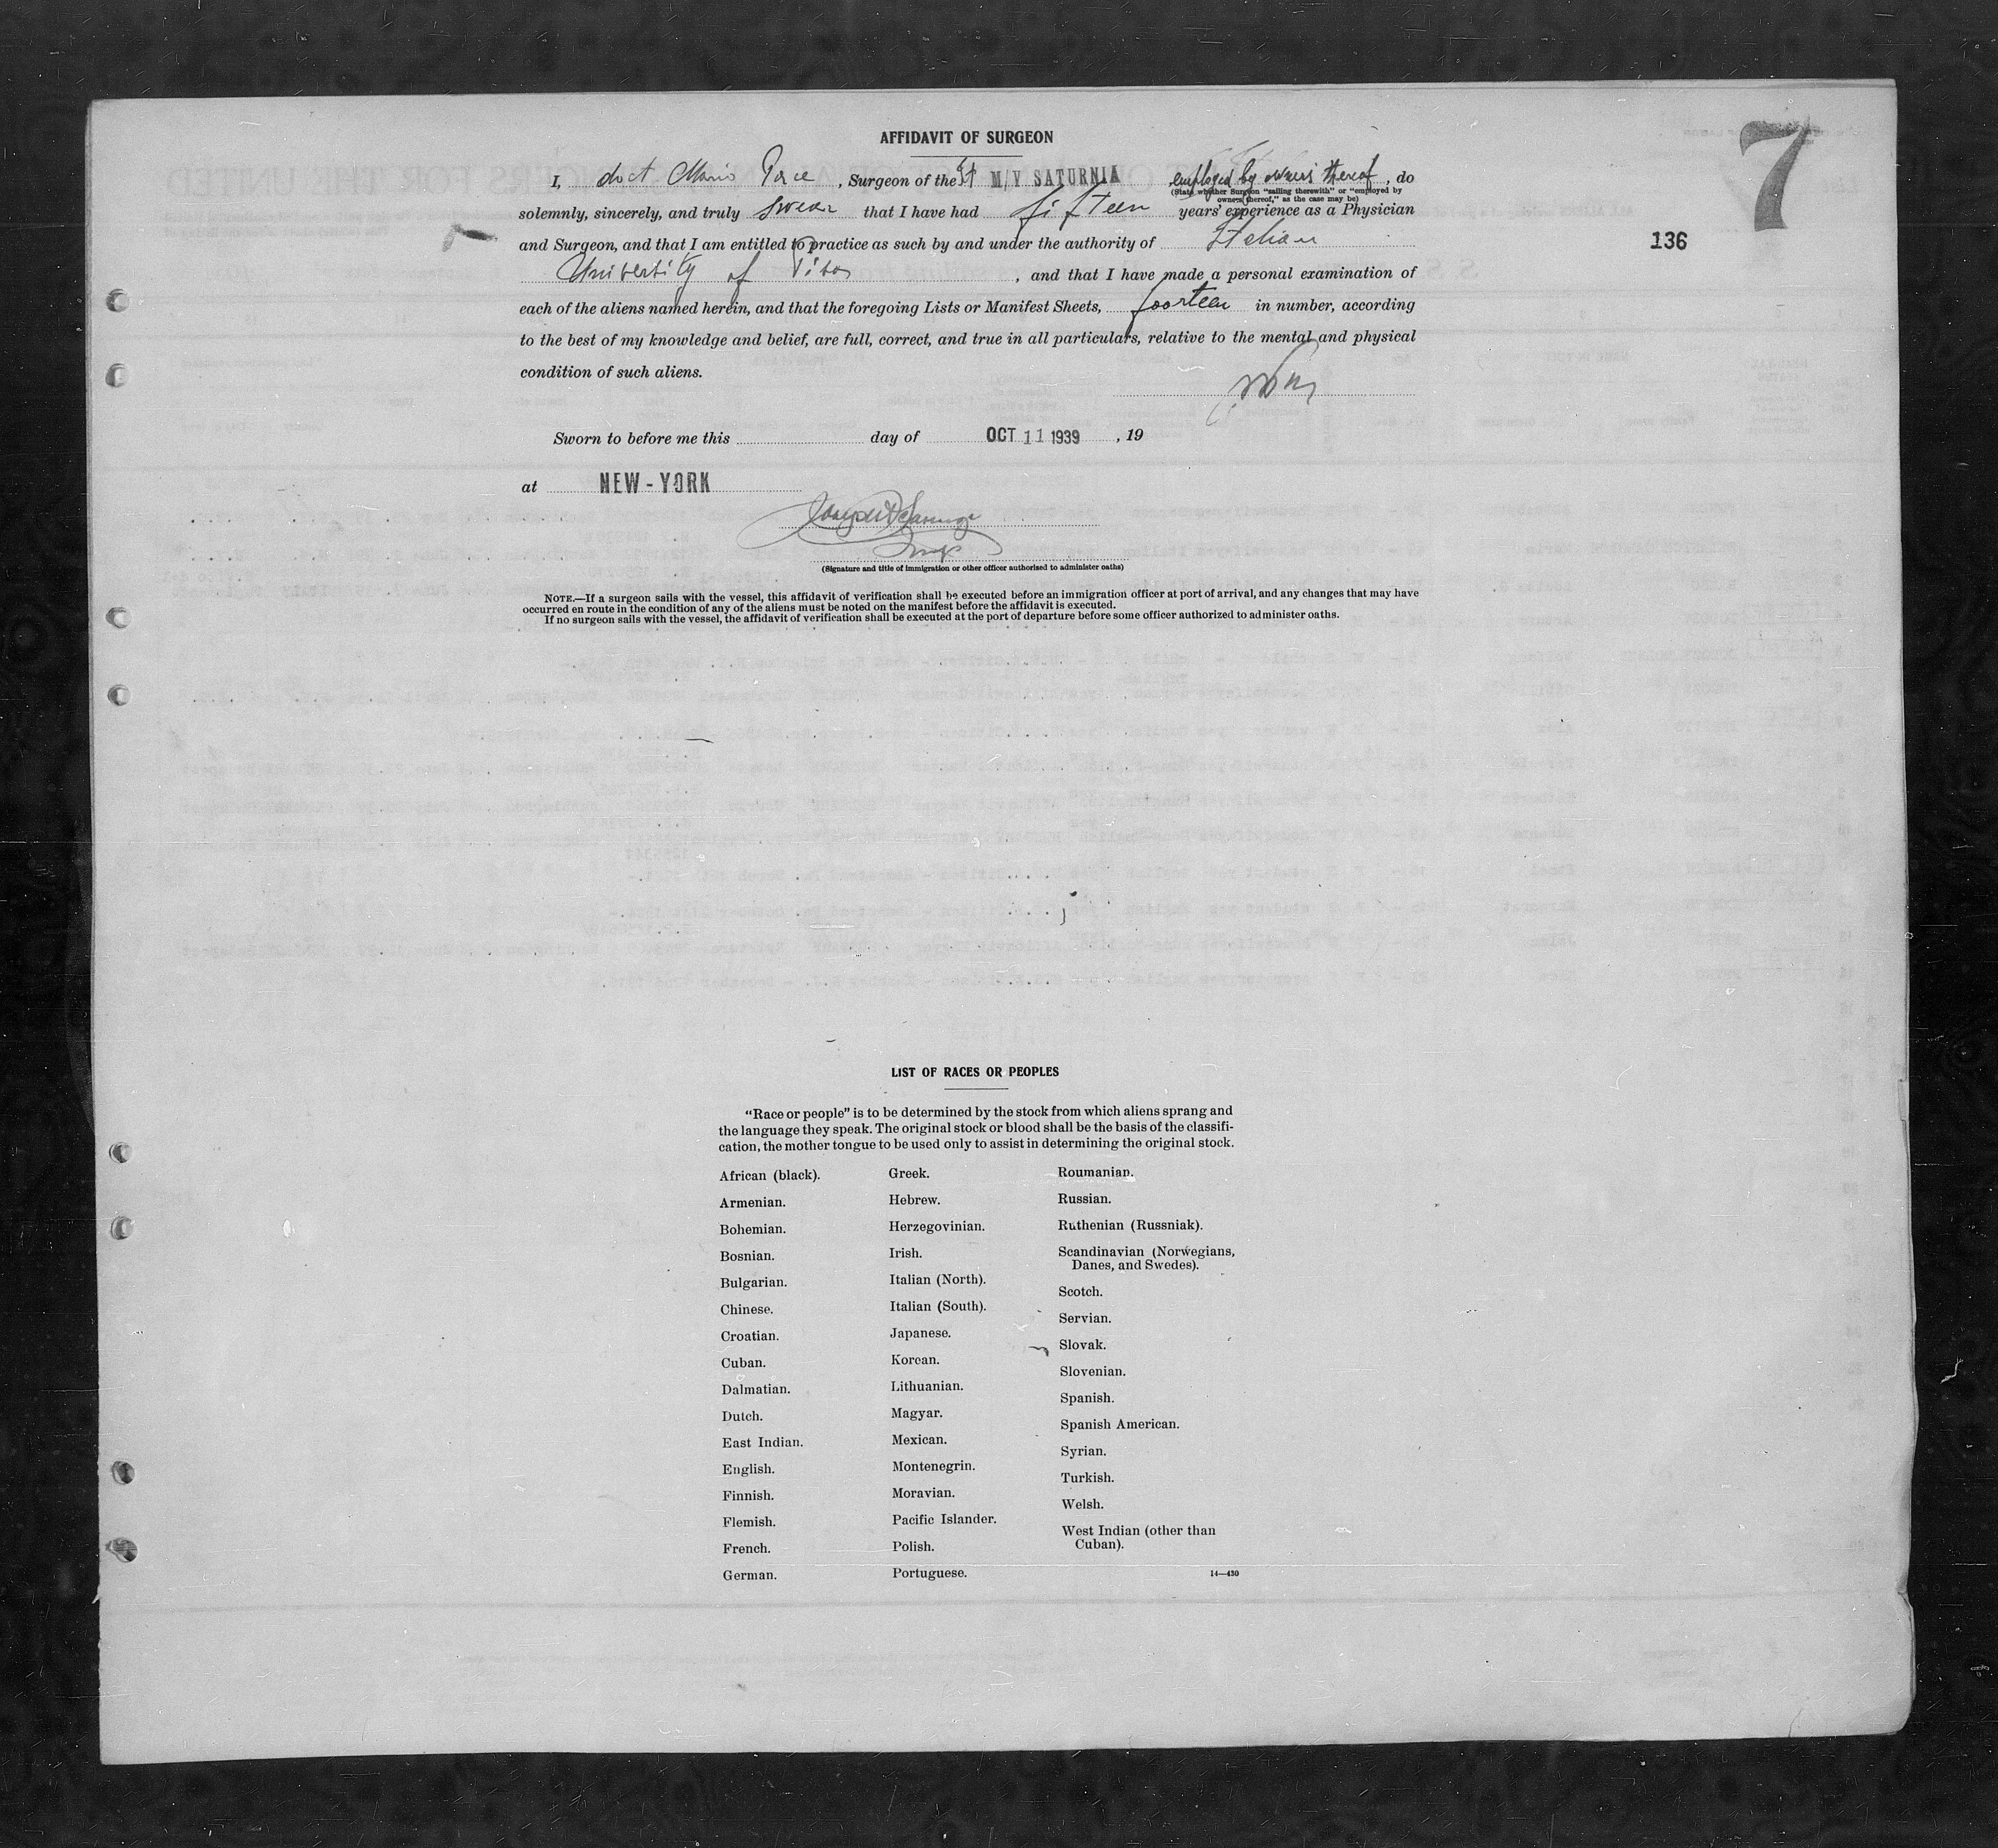 7
136
AFFIDAVIT OF SURGEON
I, doct Mario Pace, Surgeon of the It M/V SATURNIA employed by owners thereof, do
(State whether Surgeon "sailing therewith" or "employed by
owners thereof," as the case may be)
solemnly, sincerely, and truly swear that I have had fifteen years' experience as a Physician
and Surgeon, and that I am entitled to practice as such by and under the authority of Italian
University of Pisa, and that I have made a personal examination of
each of the aliens named herein, and that the foregoing Lists or Manifest Sheets, foorteen in number, according
to the best of my knowledge and belief, are full, correct, and true in all particulars, relative to the mental and physical
condition of such aliens.
Sworn to before me this day of OCT 11 1939, 19
at NEW-YORK
(Signature and title of immigration or other officer authorized to administer oaths)
NOTE.—If a surgeon sails with the vessel, this affidavit of verification shall be executed before an immigration officer at port of arrival, and any changes that may have
occurred en route in the condition of any of the aliens must be noted on the manifest before the affidavit is executed.
If no surgeon sails with the vessel, the affidavit of verification shall be executed at the port of departure before some officer authorized to administer oaths.
LIST OF RACES OR PEOPLES
"Race or people" is to be determined by the stock from which aliens sprang and
the language they speak. The original stock or blood shall be the basis of the classifi-
cation, the mother tongue to be used only to assist in determining the original stock.
African (black).
Armenian.
Bohemian.
Bosnian.
Bulgarian.
Chinese.
Croatian.
Cuban.
Dalmatian.
Dutch.
East Indian.
English.
Finnish.
Flemish.
French.
German.
Greek.
Hebrew.
Herzegovinian.
Irish.
Italian (North).
Italian (South).
Japanese.
Korean.
Lithuanian.
Magyar.
Mexican.
Montenegrin.
Moravian.
Pacific Islander.
Polish.
Portuguese.
Roumanian.
Russian.
Ruthenian (Russniak).
Scandinavian (Norwegians,
Danes, and Swedes).
Scotch.
Servian.
Slovak.
Slovenian.
Spanish.
Spanish American.
Syrian.
Turkish.
Welsh.
West Indian (other than
Cuban).
14—430